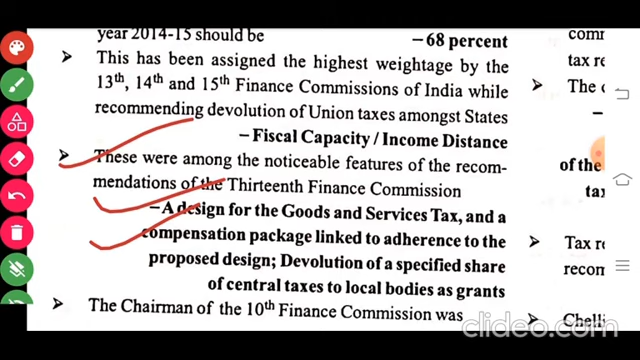 year 2014-15 should be
– 68 percent
➤ This has been assigned the highest weightage by the
13th, 14th and 15th Finance Commissions of India while
recommending devolution of Union taxes amongst States
– Fiscal Capacity / Income Distance
➤ These were among the noticeable features of the recom-
mendations of the Thirteenth Finance Commission
– A design for the Goods and Services Tax, and a
compensation package linked to adherence to the
proposed design; Devolution of a specified share
of central taxes to local bodies as grants
➤ The Chairman of the 10th Finance Commission was
tax re
The
of the
tax
Tax re
recom
Chelli
clideo.com